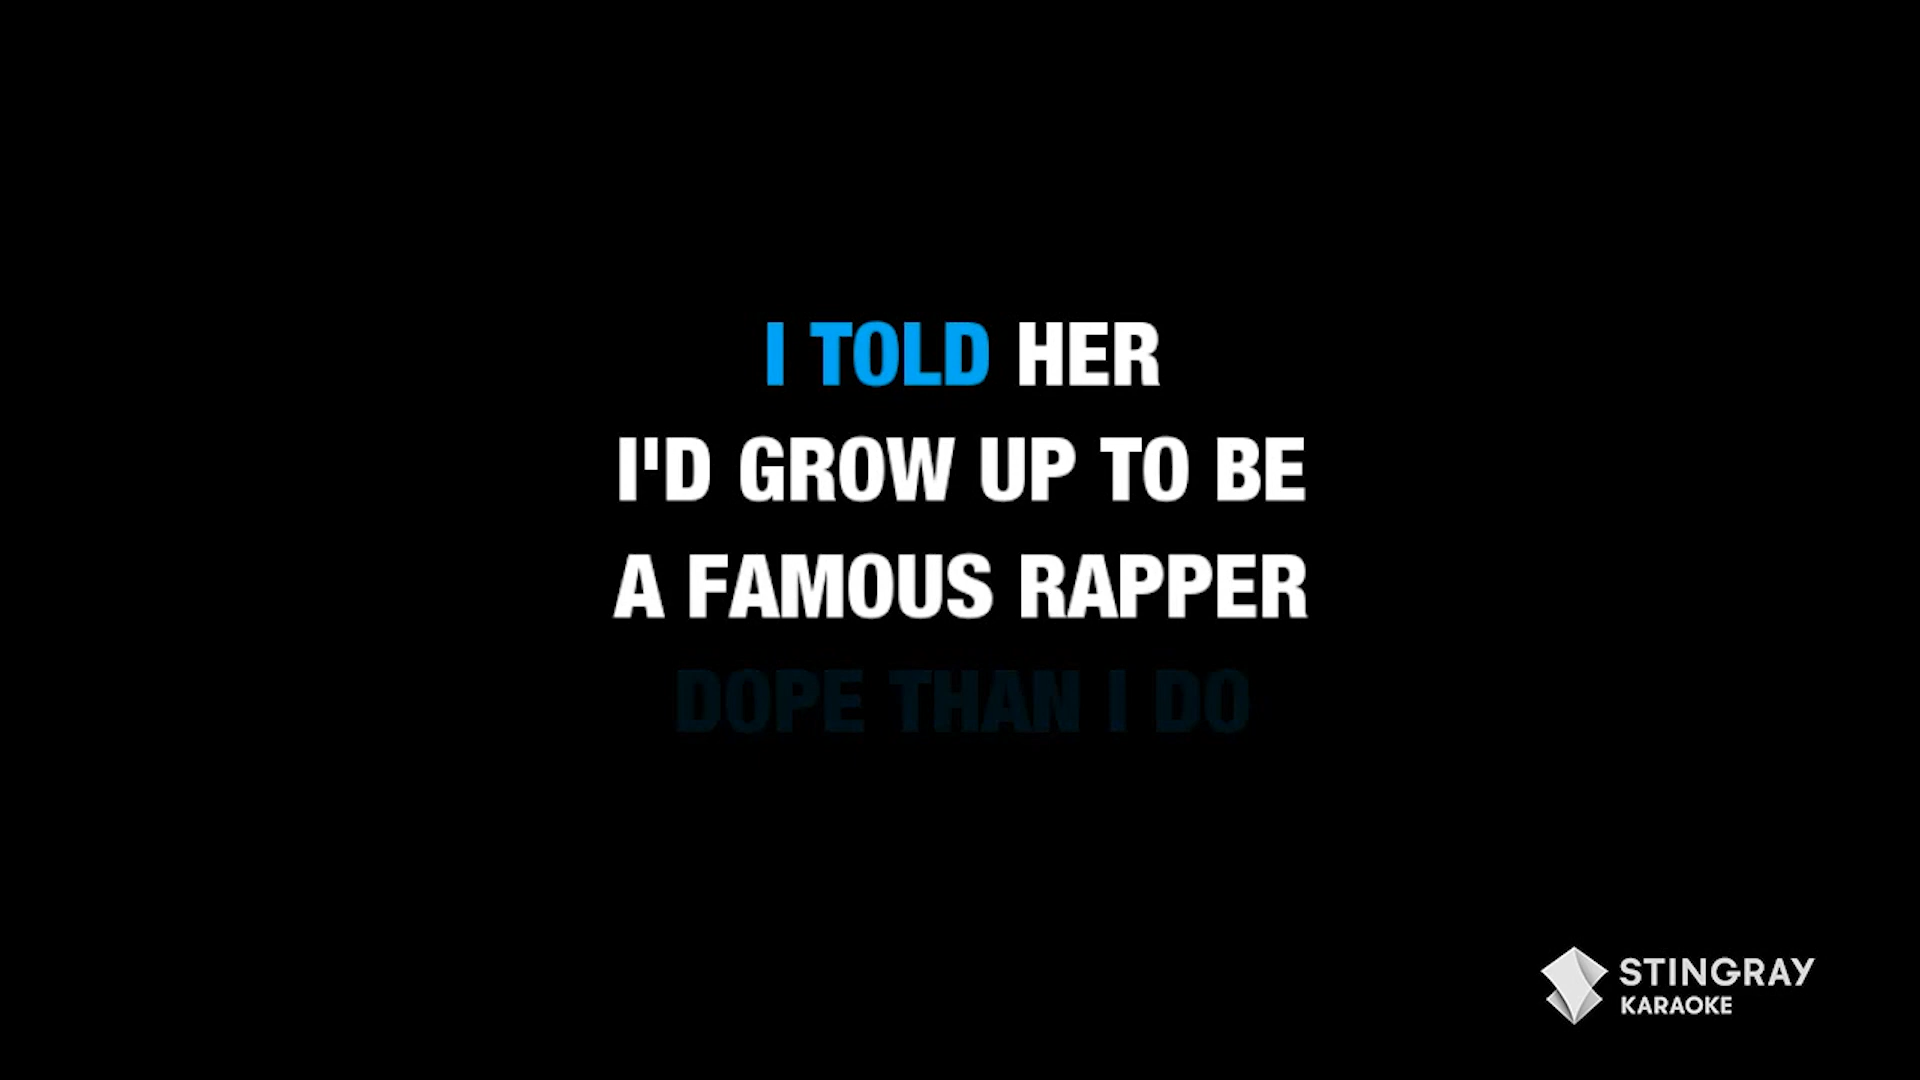 I TOLD HER
I'D GROW UP TO BE
A FAMOUS RAPPER
DOPE THAN I DO
STINGRAY
KARAOKE